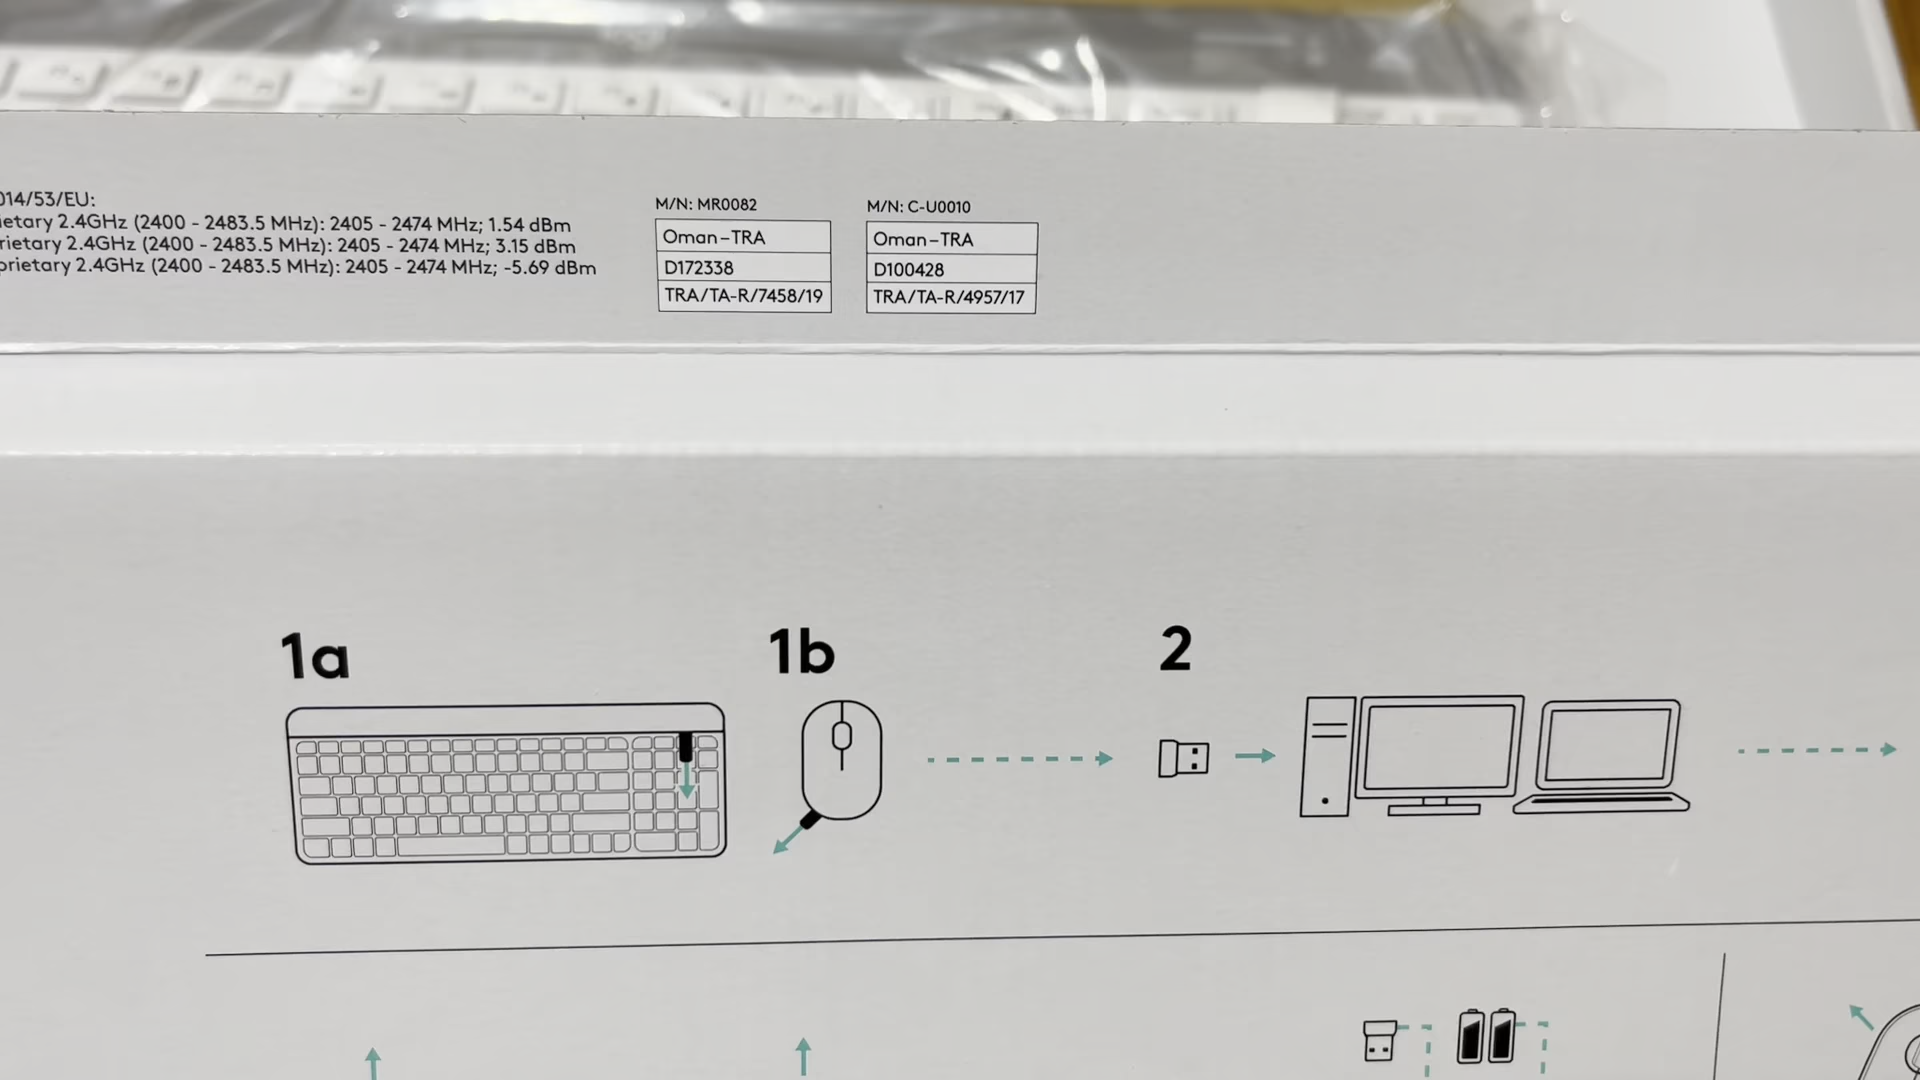 014/53/EU:
ietary 2.4GHz (2400 - 2483.5 MHz): 2405 - 2474 MHz; 1.54 dBm
rietary 2.4GHz (2400 - 2483.5 MHz): 2405 - 2474 MHz; 3.15 dBm
prietary 2.4GHz (2400 - 2483.5 MHz): 2405 - 2474 MHz; -5.69 dBm
M/N: MR0082
Oman-TRA
D172338
TRA/TA-R/7458/19
M/N: C-U0010
Oman-TRA
D100428
TRA/TA-R/4957/17
1a
1b
2